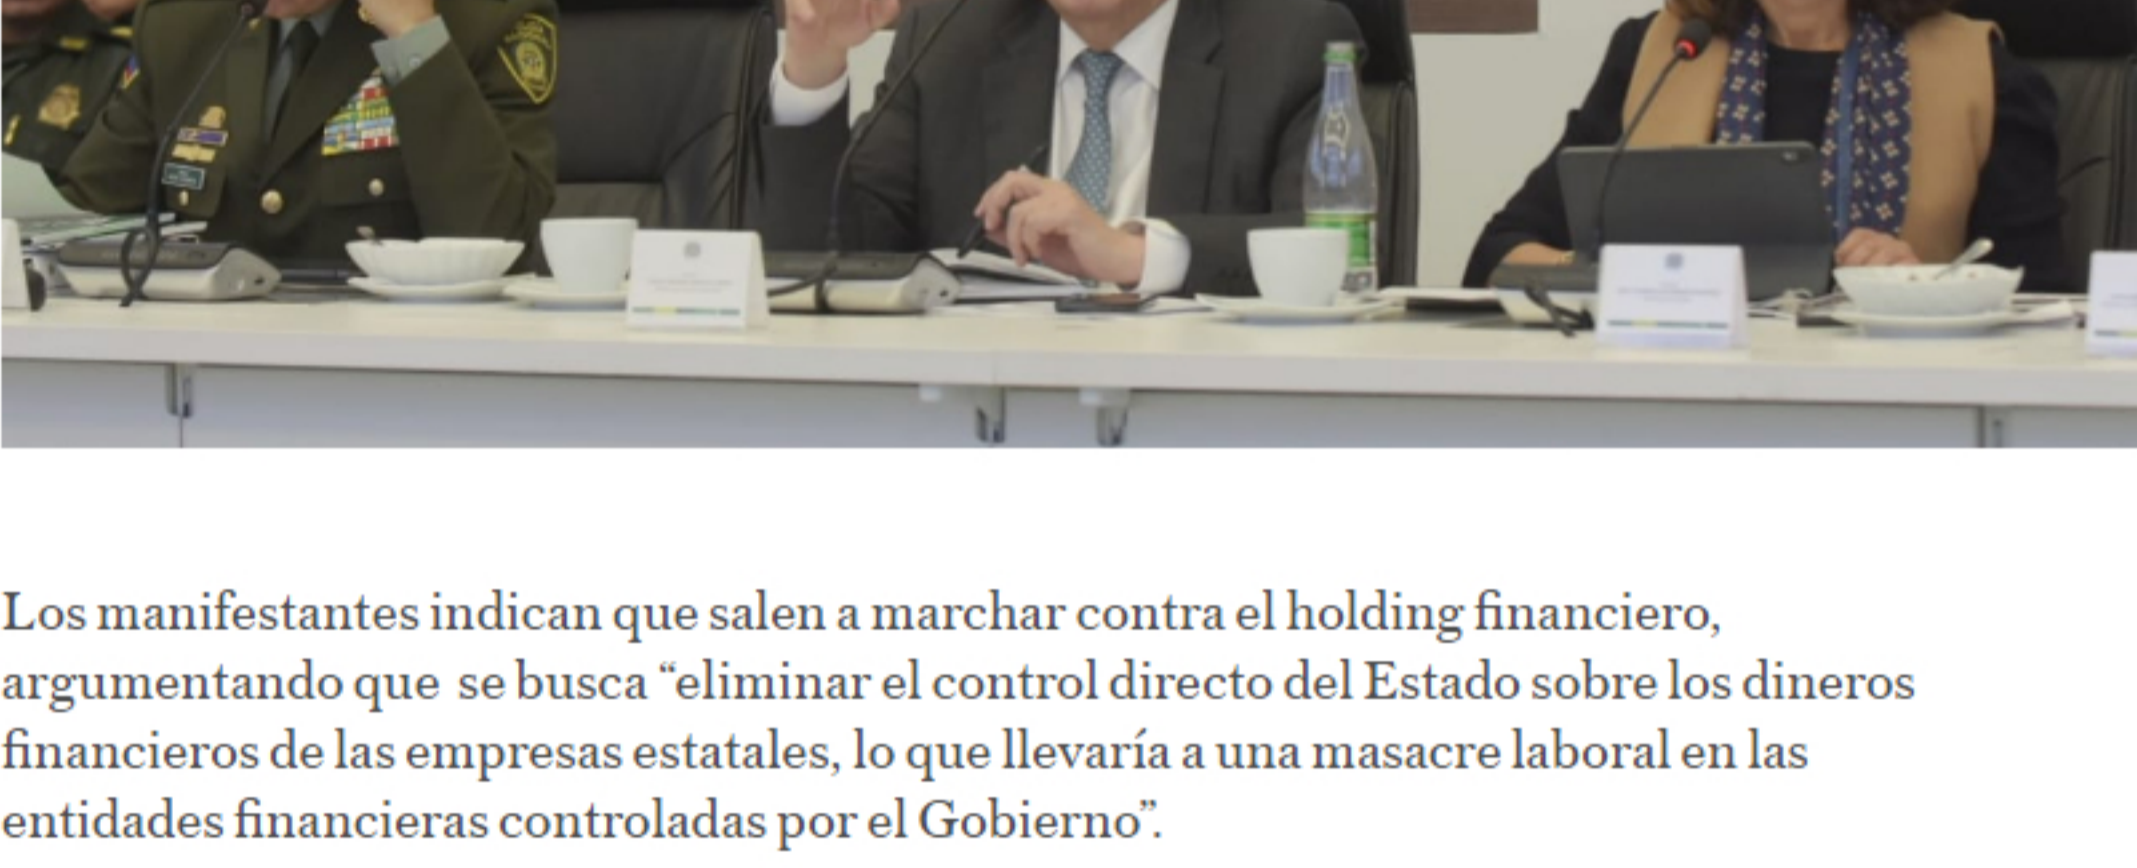 Los manifestantes indican que salen a marchar contra el holding financiero,
argumentando que se busca “eliminar el control directo del Estado sobre los dineros
financieros de las empresas estatales, lo que llevaría a una masacre laboral en las
entidades financieras controladas por el Gobierno”.